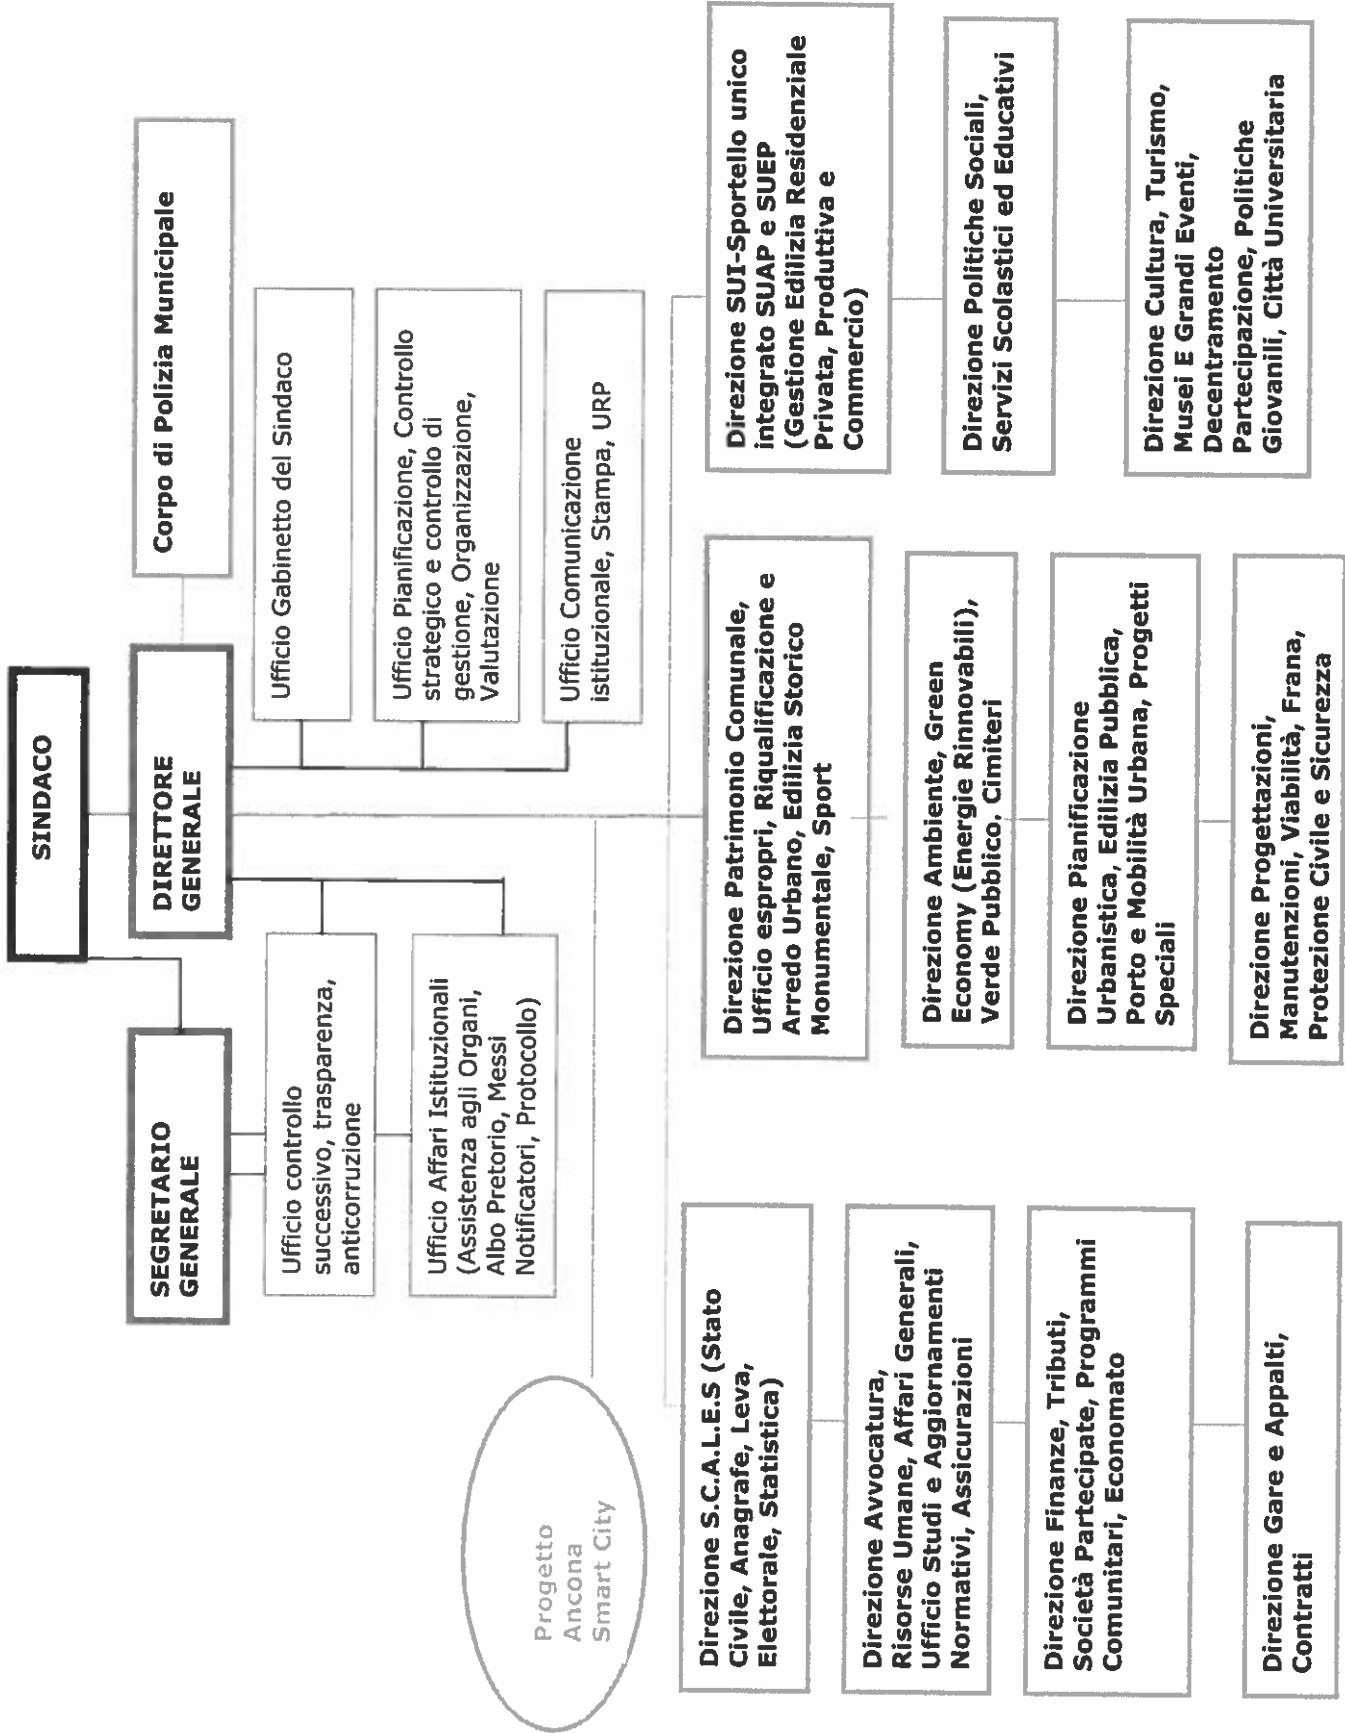 SINDACO
SEGRETARIO
GENERALE
DIRETTORE
GENERALE
Corpo di Polizia Municipale
Ufficio controllo
successivo, trasparenza,
anticorruzione
Ufficio Affari Istituzionali
(Assistenza agli Organi,
Albo Pretorio, Messi
Notificatori, Protocollo)
Ufficio Gabinetto del Sindaco
Ufficio Pianificazione, Controllo
strategico e controllo di
gestione, Organizzazione,
Valutazione
Ufficio Comunicazione
istituzionale, Stampa, URP
Progetto
Ancona
Smart City
Direzione S.C.A.L.E.S (Stato
Civile, Anagrafe, Leva,
Elettorale, Statistica)
Direzione Avvocatura,
Risorse Umane, Affari Generali,
Ufficio Studi e Aggiornamenti
Normativi, Assicurazioni
Direzione Finanze, Tributi,
Società Partecipate, Programmi
Comunitari, Economato
Direzione Gare e Appalti,
Contratti
Direzione Patrimonio Comunale,
Ufficio espropri, Riqualificazione e
Arredo Urbano, Edilizia Storico
Monumentale, Sport
Direzione Ambiente, Green
Economy (Energie Rinnovabili),
Verde Pubblico, Cimiteri
Direzione Pianificazione
Urbanistica, Edilizia Pubblica,
Porto e Mobilità Urbana, Progetti
Speciali
Direzione Progettazioni,
Manutenzioni, Viabilità, Frana,
Protezione Civile e Sicurezza
Direzione SUI-Sportello unico
integrato SUAP e SUEP
(Gestione Edilizia Residenziale
Privata, Produttiva e
Commercio)
Direzione Politiche Sociali,
Servizi Scolastici ed Educativi
Direzione Cultura, Turismo,
Musei E Grandi Eventi,
Decentramento
Partecipazione, Politiche
Giovanili, Città Universitaria